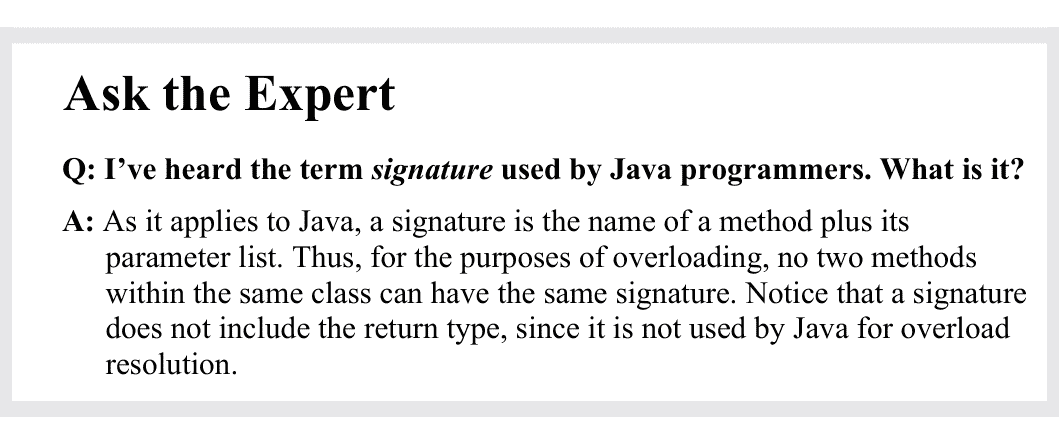 Ask the Expert
Q: I’ve heard the term signature used by Java programmers. What is it?
A: As it applies to Java, a signature is the name of a method plus its
parameter list. Thus, for the purposes of overloading, no two methods
within the same class can have the same signature. Notice that a signature
does not include the return type, since it is not used by Java for overload
resolution.